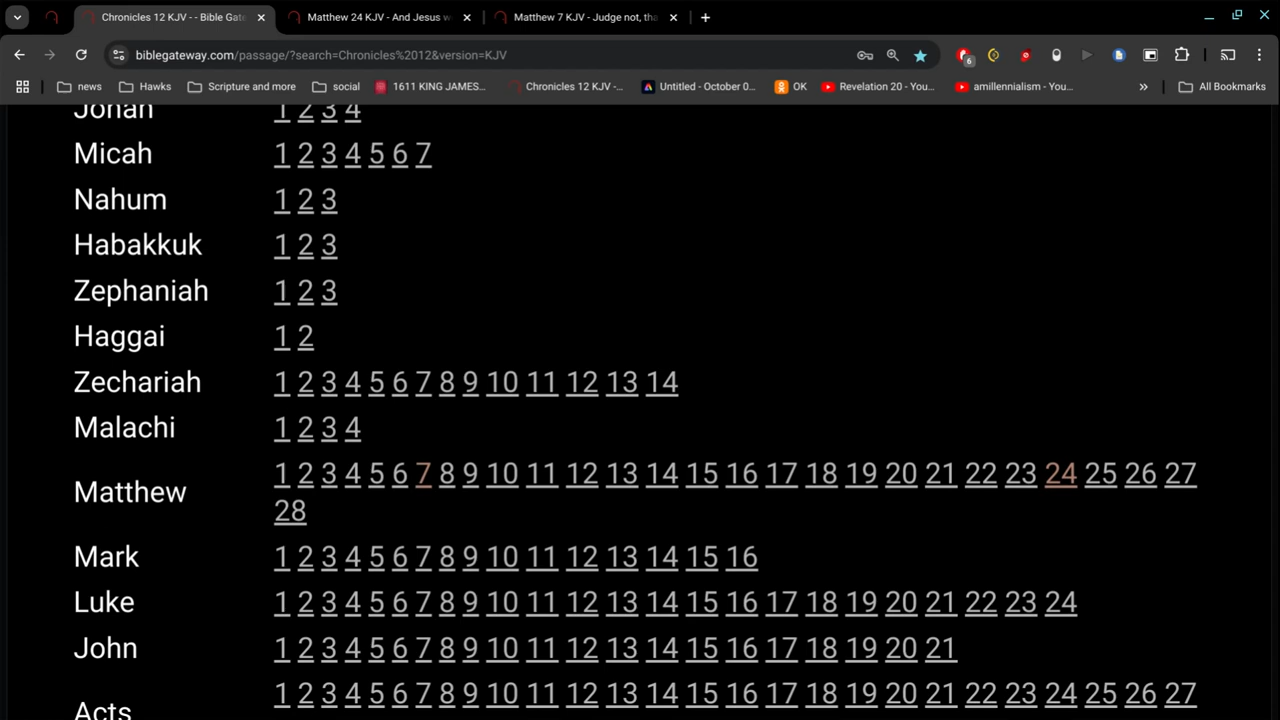 Chronicles 12 KJV - - Bible Gate
Matthew 24 KJV - And Jesus w
Matthew 7 KJV - Judge not, tha
biblegateway.com/passage/?search=Chronicles%2012&version=KJV
6
news
Hawks
Scripture and more
social
1611 KING JAMES...
Chronicles 12 KJV -...
Untitled - October 0...
OK
Revelation 20 - You...
amillennialism - You...
»
All Bookmarks
Jonah 1 2 3 4
Micah 1 2 3 4 5 6 7
Nahum 1 2 3
Habakkuk 1 2 3
Zephaniah 1 2 3
Haggai 1 2
Zechariah 1 2 3 4 5 6 7 8 9 10 11 12 13 14
Malachi 1 2 3 4
Matthew 1 2 3 4 5 6 7 8 9 10 11 12 13 14 15 16 17 18 19 20 21 22 23 24 25 26 27
28
Mark 1 2 3 4 5 6 7 8 9 10 11 12 13 14 15 16
Luke 1 2 3 4 5 6 7 8 9 10 11 12 13 14 15 16 17 18 19 20 21 22 23 24
John 1 2 3 4 5 6 7 8 9 10 11 12 13 14 15 16 17 18 19 20 21
Acts 1 2 3 4 5 6 7 8 9 10 11 12 13 14 15 16 17 18 19 20 21 22 23 24 25 26 27